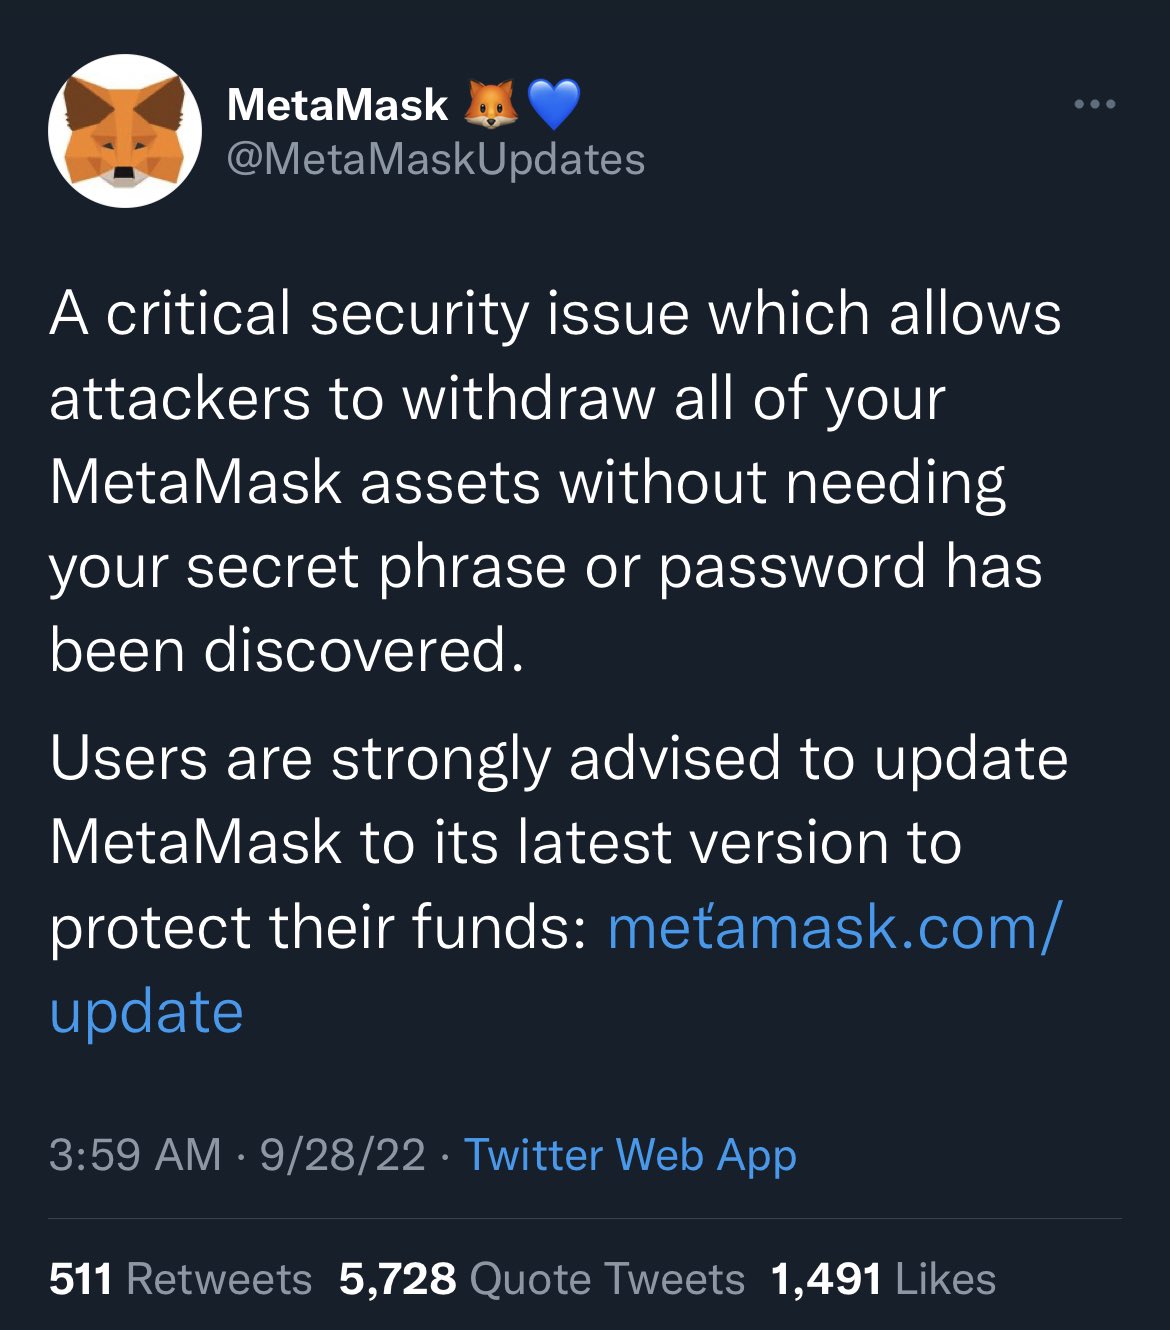 MetaMask 🦊💙
@MetaMaskUpdates
A critical security issue which allows
attackers to withdraw all of your
MetaMask assets without needing
your secret phrase or password has
been discovered.
Users are strongly advised to update
MetaMask to its latest version to
protect their funds: meťamask.com/
update
3:59 AM · 9/28/22 · Twitter Web App
511 Retweets 5,728 Quote Tweets 1,491 Likes